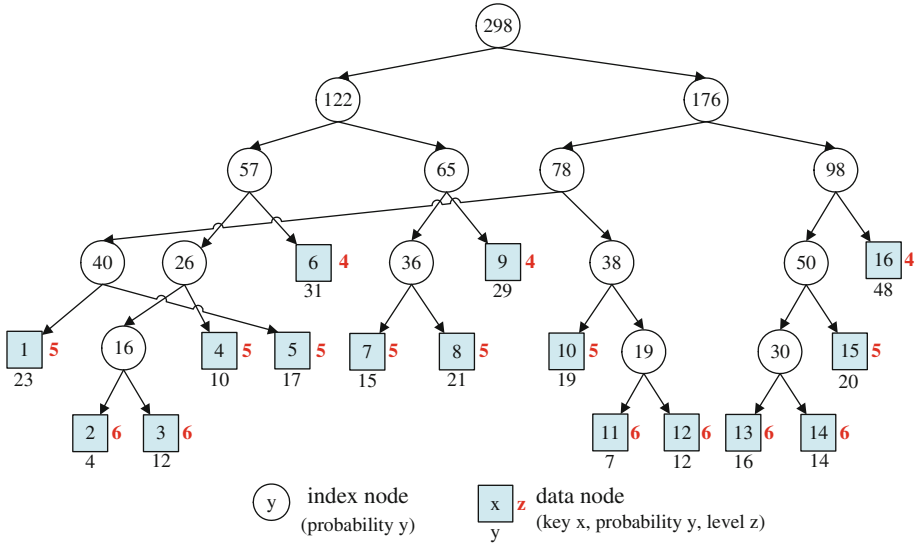 298
122 176
57 65 78 98
40 26 6 4 36 9 4 38 50 16 4
31 29 48
1 5 16 4 5 5 5 7 5 8 5 10 5 19 30 15 5
23 10 17 15 21 19 20
2 6 3 6 11 6 12 6 13 6 14 6
4 12 7 12 16 14
y index node x z data node
(probability y) y (key x, probability y, level z)